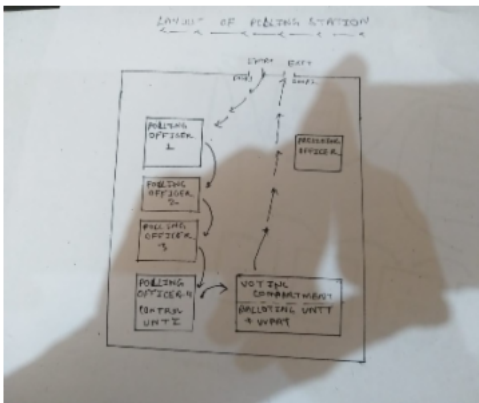 LAYOUT OF POLLING STATION
ENTRY EXIT
DOOR
POLLING
OFFICER
1
PRESIDING
OFFICER
POLLING
OFFICER
2
POLLING
OFFICER
3
POLLING
OFFICER-4
CONTROL
UNIT
VOTING
COMPARTMENT
BALLOTING UNIT
+ VVPAT